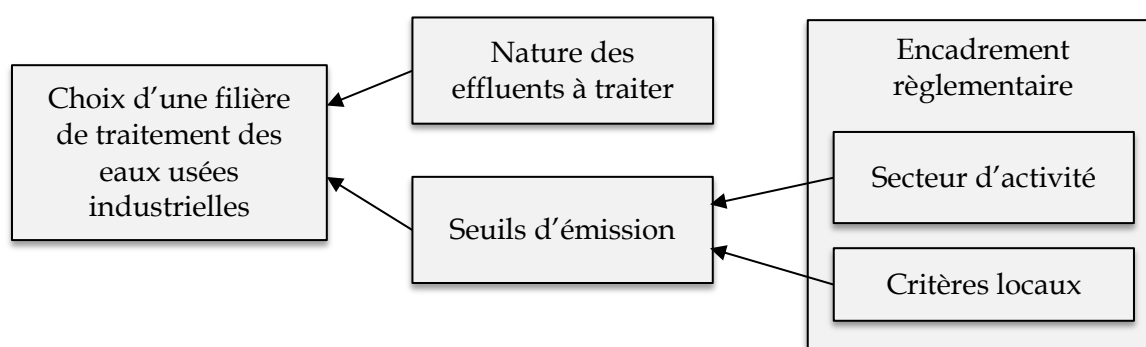 Choix d’une filière
de traitement des
eaux usées
industrielles
Nature des
effluents à traiter
Seuils d’émission
Encadrement
règlementaire
Secteur d’activité
Critères locaux